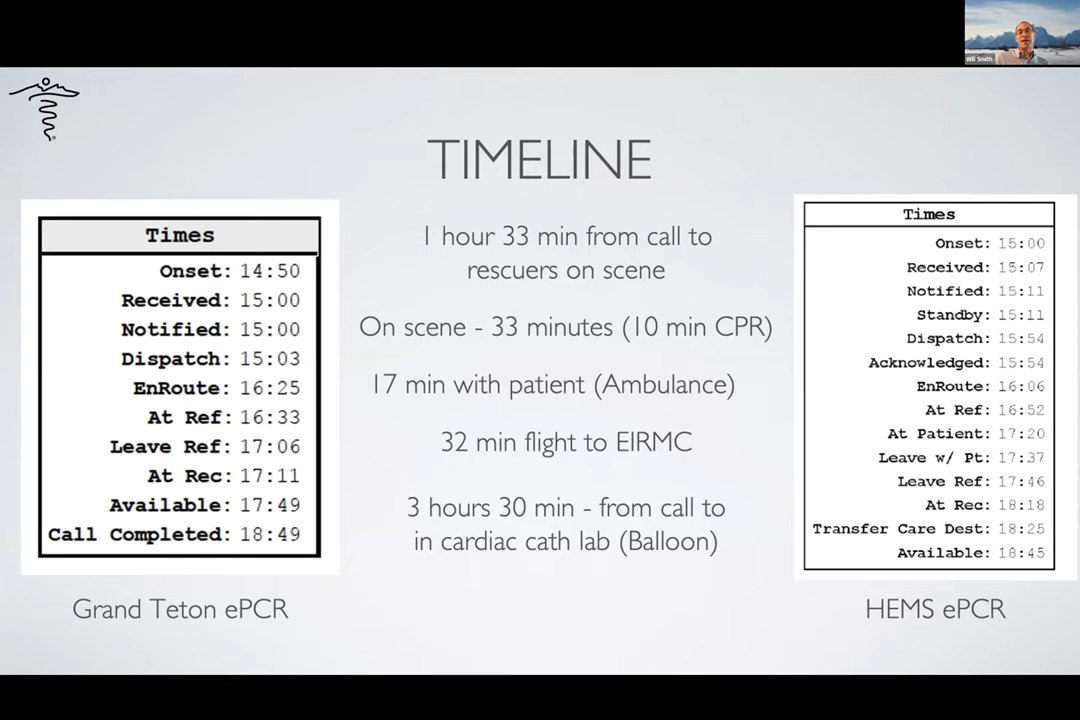 Will Smith
TIMELINE
Times
Onset: 14:50
Received: 15:00
Notified: 15:00
Dispatch: 15:03
EnRoute: 16:25
At Ref: 16:33
Leave Ref: 17:06
At Rec: 17:11
Available: 17:49
Call Completed: 18:49
Grand Teton ePCR
1 hour 33 min from call to
rescuers on scene
On scene - 33 minutes (10 min CPR)
17 min with patient (Ambulance)
32 min flight to EIRMC
3 hours 30 min - from call to
in cardiac cath lab (Balloon)
Times
Onset: 15:00
Received: 15:07
Notified: 15:11
Standby: 15:11
Dispatch: 15:54
Acknowledged: 15:54
EnRoute: 16:06
At Ref: 16:52
At Patient: 17:20
Leave w/ Pt: 17:37
Leave Ref: 17:46
At Rec: 18:18
Transfer Care Dest: 18:25
Available: 18:45
HEMS ePCR